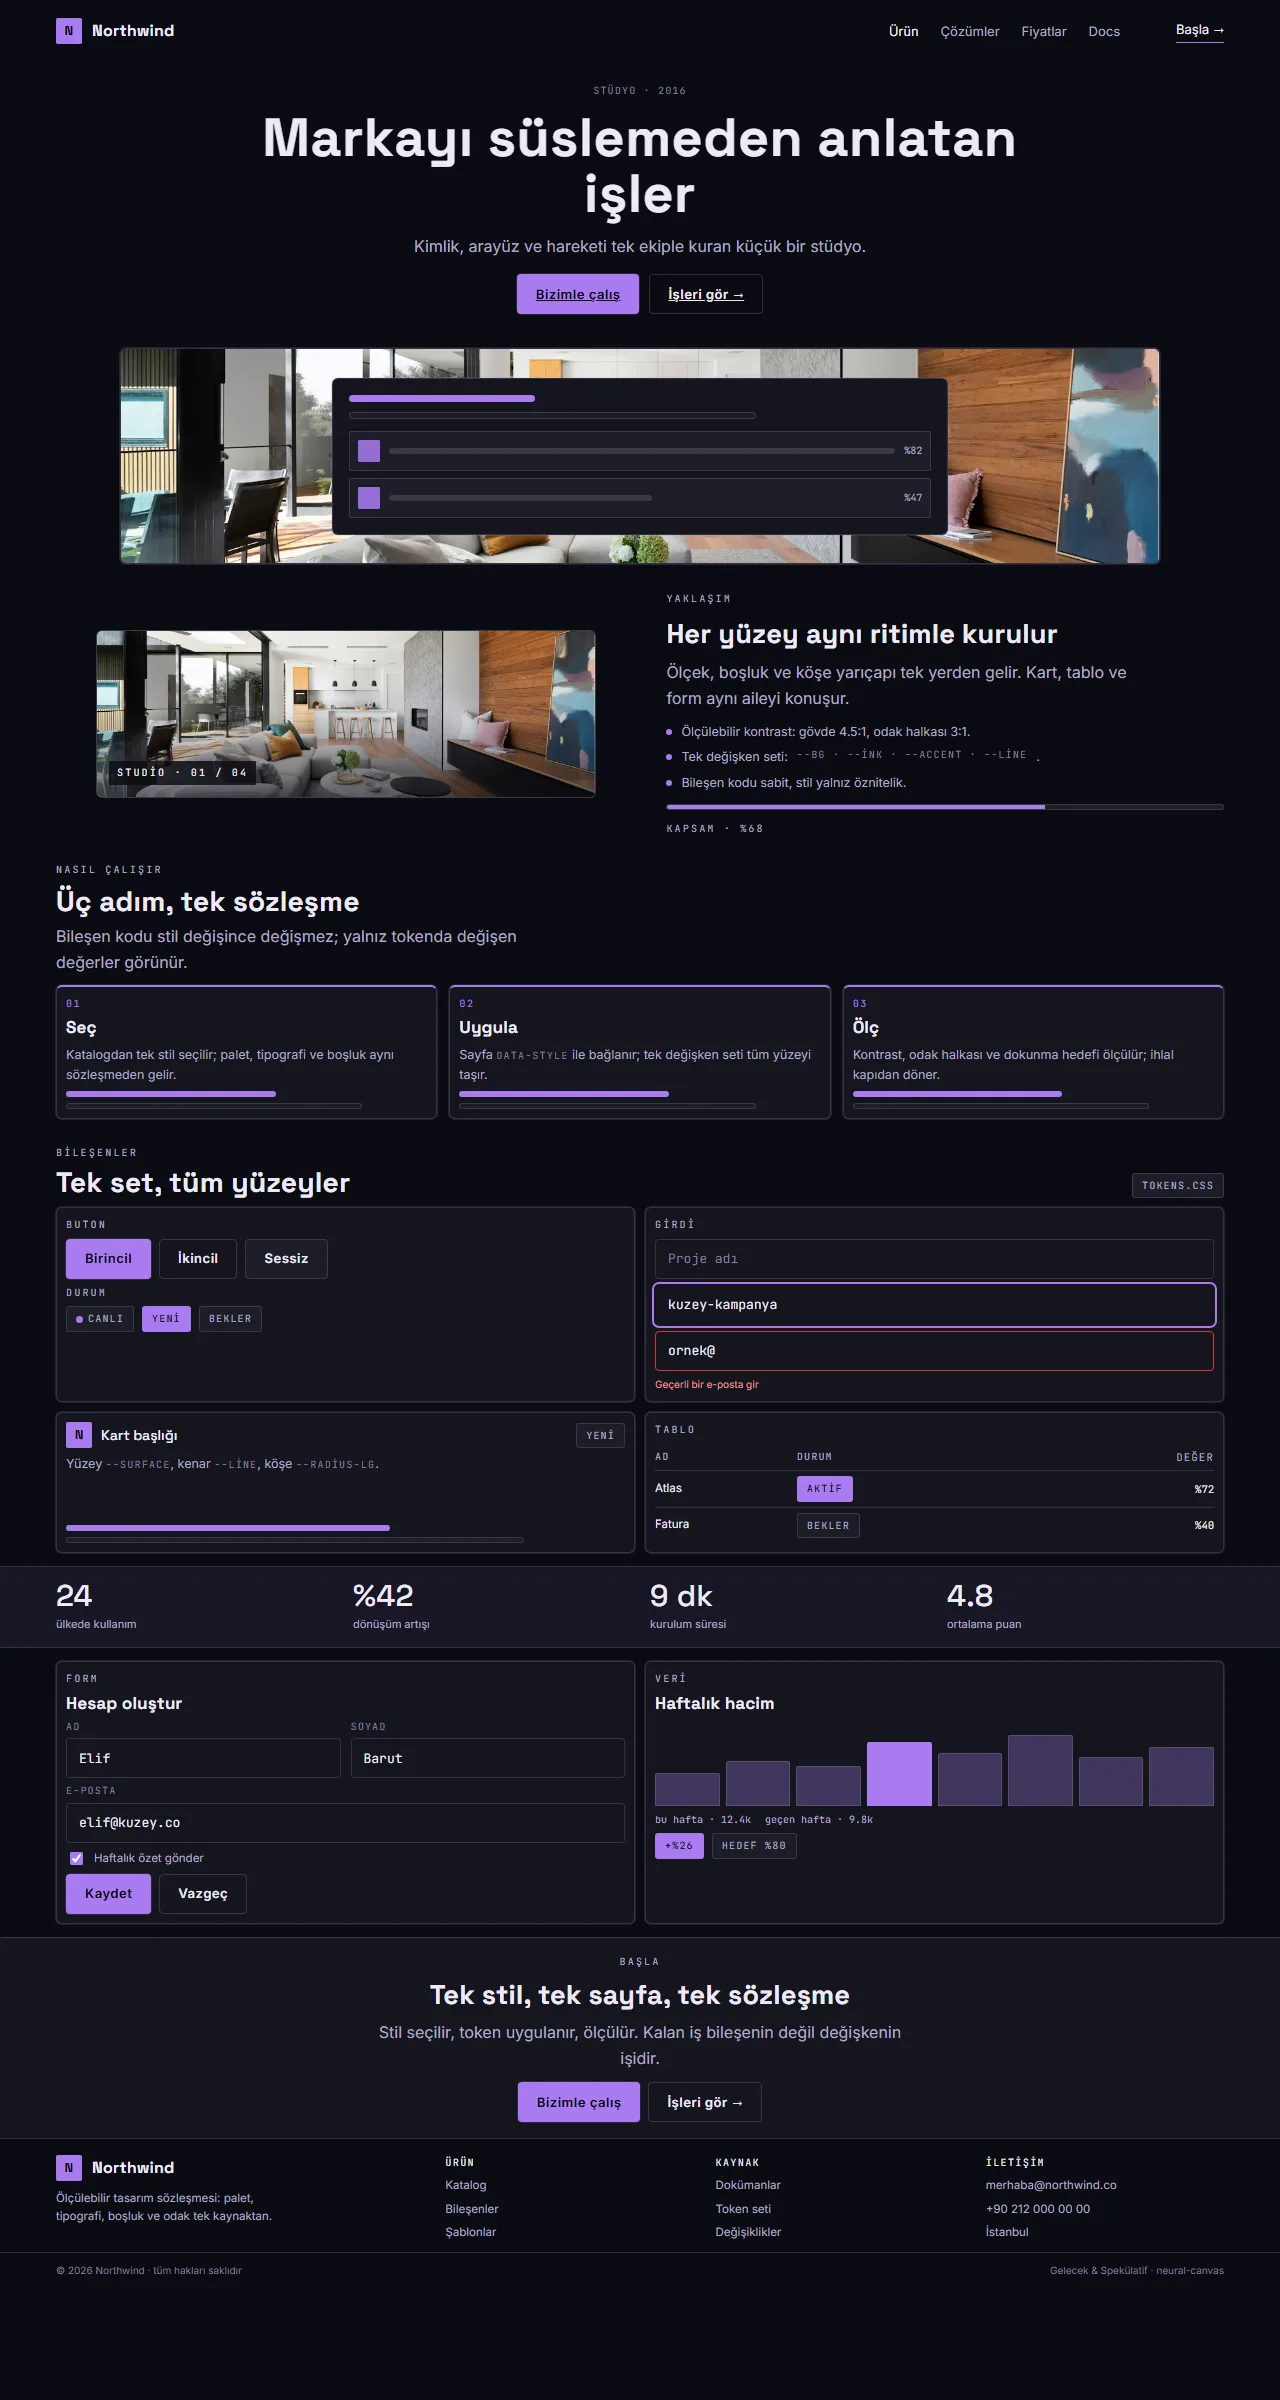 N Northwind
Ürün Çözümler Fiyatlar Docs Başla →
STÜDYO · 2016
Markayı süslemeden anlatan
işler
Kimlik, arayüz ve hareketi tek ekiple kuran küçük bir stüdyo.
Bizimle çalış İşleri gör →
%82
%47
YAKLAŞIM
Her yüzey aynı ritimle kurulur
Ölçek, boşluk ve köşe yarıçapı tek yerden gelir. Kart, tablo ve
form aynı aileyi konuşur.
Ölçülebilir kontrast: gövde 4.5:1, odak halkası 3:1.
Tek değişken seti: --BG · --İNK · --ACCENT · --LİNE .
Bileşen kodu sabit, stil yalnız öznitelik.
KAPSAM · %68
STUDİO · 01 / 04
NASIL ÇALIŞIR
Üç adım, tek sözleşme
Bileşen kodu stil değişince değişmez; yalnız tokenda değişen
değerler görünür.
01
Seç
Katalogdan tek stil seçilir; palet, tipografi ve boşluk aynı
sözleşmeden gelir.
02
Uygula
Sayfa DATA-STYLE ile bağlanır; tek değişken seti tüm yüzeyi
taşır.
03
Ölç
Kontrast, odak halkası ve dokunma hedefi ölçülür; ihlal
kapıdan döner.
BİLEŞENLER
Tek set, tüm yüzeyler
TOKENS.CSS
BUTON
Birincil İkincil Sessiz
DURUM
CANLI YENİ BEKLER
GİRDİ
Proje adı
kuzey-kampanya
ornek@
Geçerli bir e-posta gir
N Kart başlığı YENİ
Yüzey --SURFACE, kenar --LİNE, köşe --RADİUS-LG.
TABLO
AD DURUM DEĞER
Atlas AKTİF %72
Fatura BEKLER %40
24
ülkede kullanım
%42
dönüşüm artışı
9 dk
kurulum süresi
4.8
ortalama puan
FORM
Hesap oluştur
AD SOYAD
Elif Barut
E-POSTA
elif@kuzey.co
Haftalık özet gönder
Kaydet Vazgeç
VERİ
Haftalık hacim
bu hafta · 12.4k geçen hafta · 9.8k
+%26 HEDEF %80
BAŞLA
Tek stil, tek sayfa, tek sözleşme
Stil seçilir, token uygulanır, ölçülür. Kalan iş bileşenin değil değişkenin
işidir.
Bizimle çalış İşleri gör →
N Northwind
Ölçülebilir tasarım sözleşmesi: palet,
tipografi, boşluk ve odak tek kaynaktan.
ÜRÜN
Katalog
Bileşenler
Şablonlar
KAYNAK
Dokümanlar
Token seti
Değişiklikler
İLETİŞİM
merhaba@northwind.co
+90 212 000 00 00
İstanbul
© 2026 Northwind · tüm hakları saklıdır
Gelecek & Spekülatif · neural-canvas